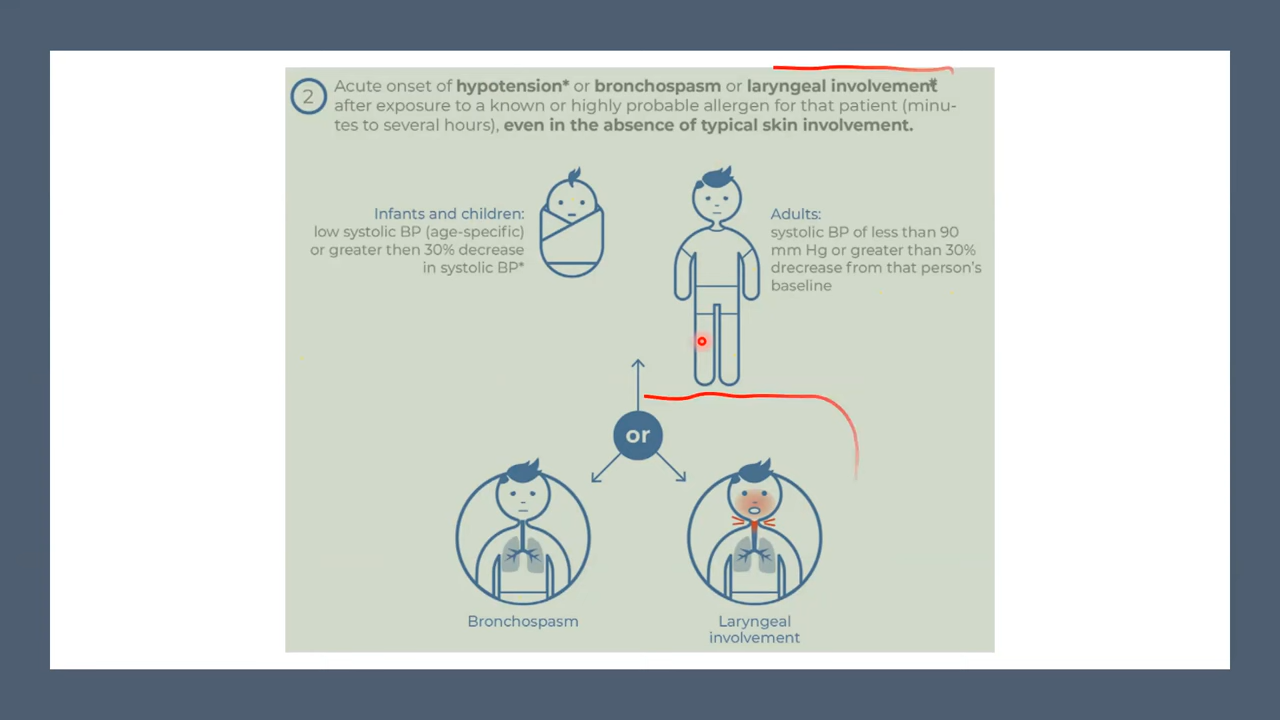 2
Acute onset of hypotension* or bronchospasm or laryngeal involvement#
after exposure to a known or highly probable allergen for that patient (minu-
tes to several hours), even in the absence of typical skin involvement.
Infants and children:
low systolic BP (age-specific)
or greater then 30% decrease
in systolic BP*
Adults:
systolic BP of less than 90
mm Hg or greater than 30%
drecrease from that person's
baseline
or
Bronchospasm
Laryngeal
involvement